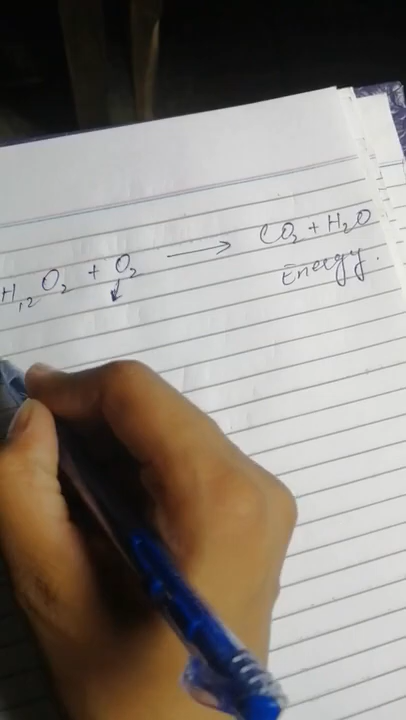 H₁₂O₂ + O₂ → CO₂ + H₂O
↓ Energy.